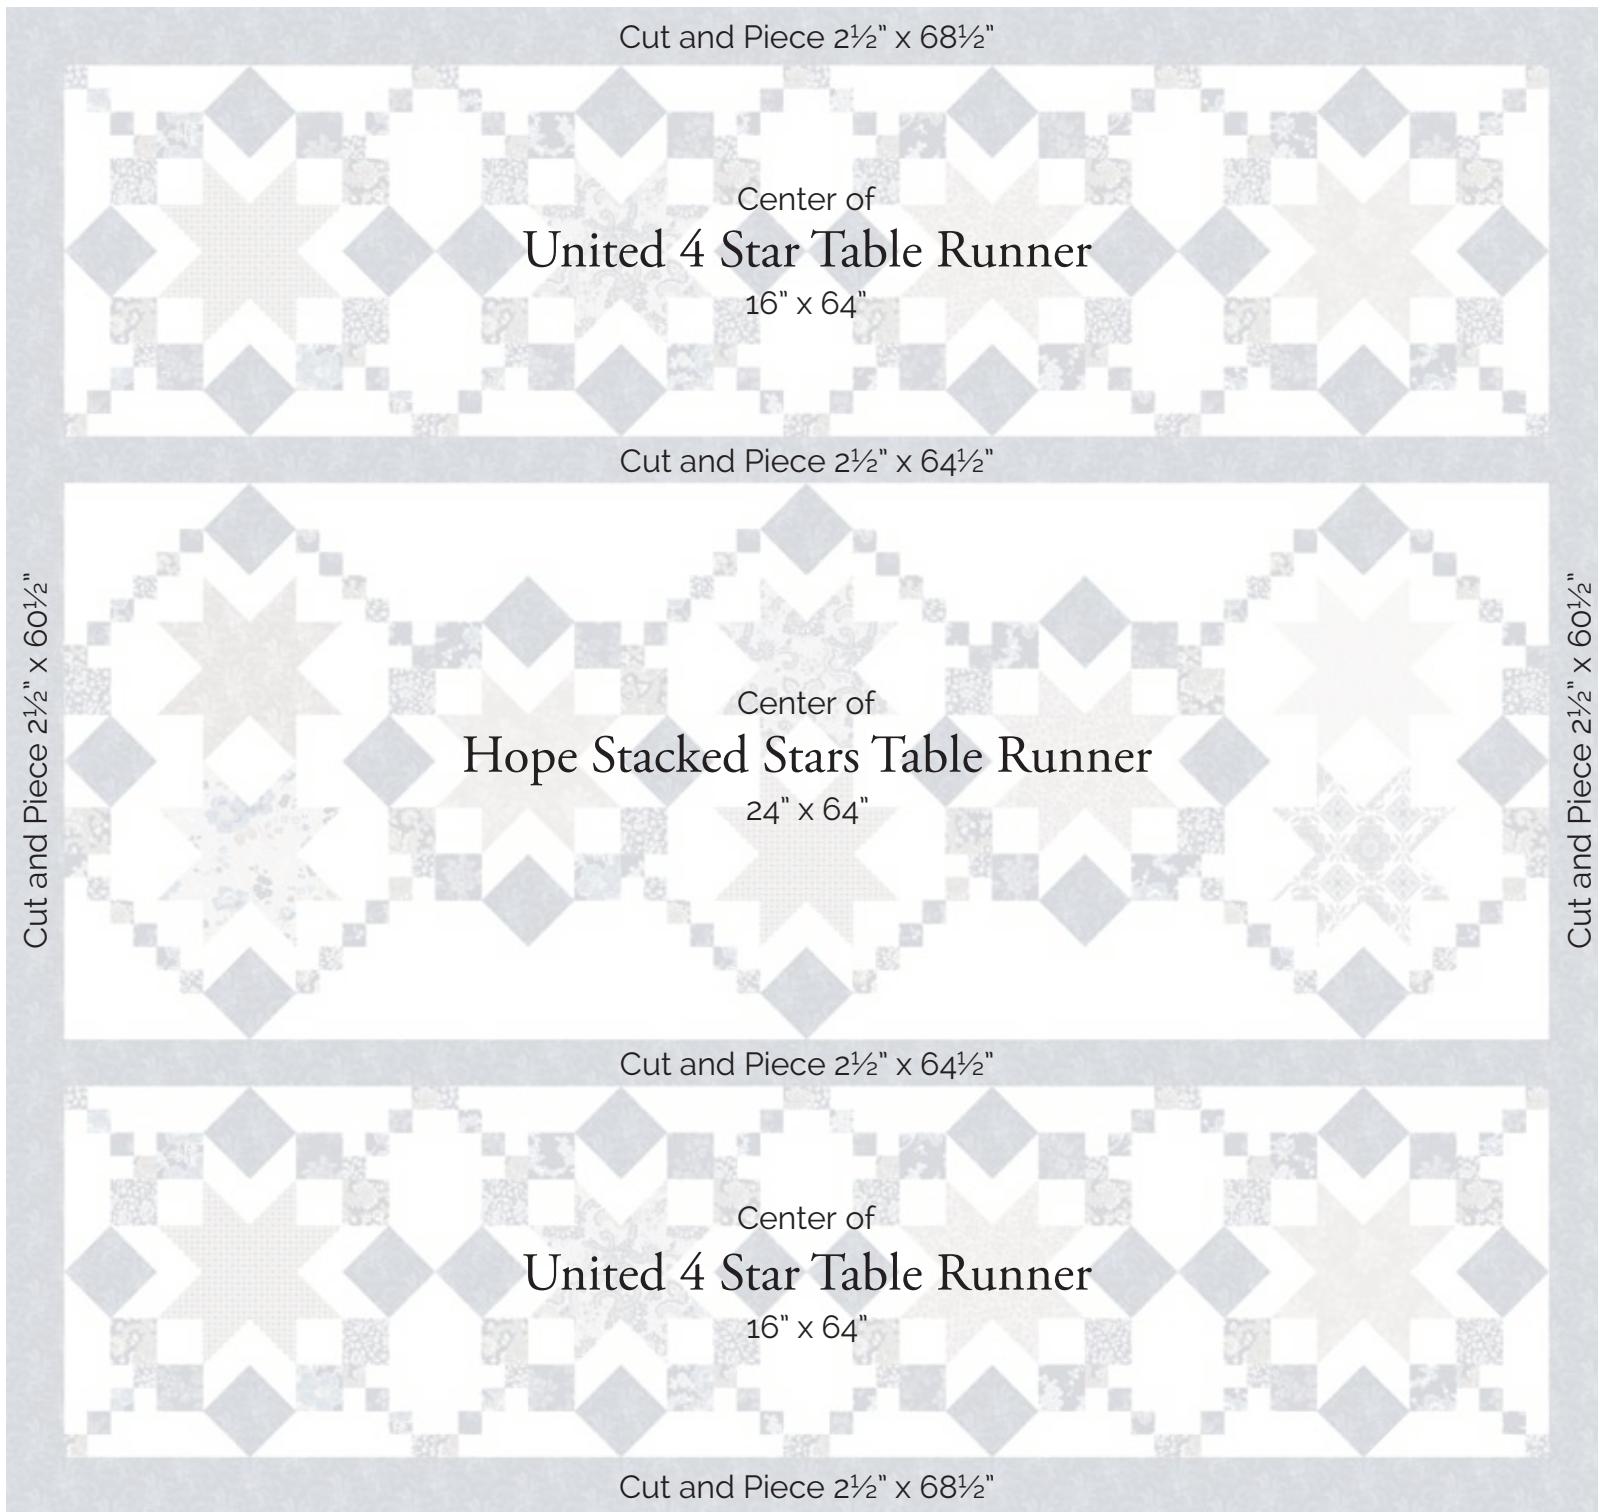 Cut and Piece 2½” x 68½”
Center of
United 4 Star Table Runner
16” x 64”
Cut and Piece 2½” x 64½”
Cut and Piece 2½” x 60½”
Center of
Hope Stacked Stars Table Runner
24” x 64”
Cut and Piece 2½” x 60½”
Cut and Piece 2½” x 64½”
Center of
United 4 Star Table Runner
16” x 64”
Cut and Piece 2½” x 68½”